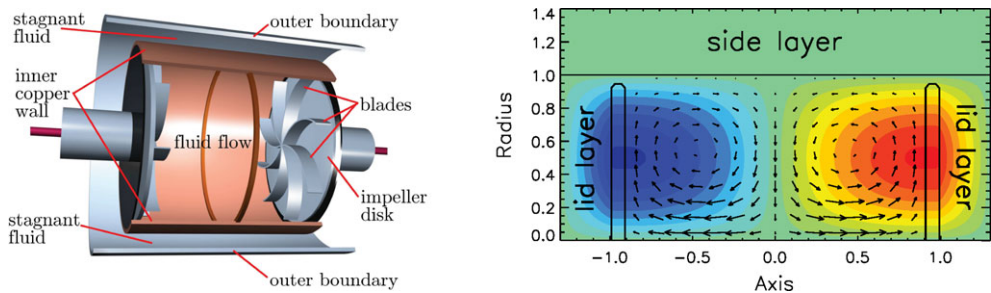 stagnant
fluid
outer boundary
inner
copper
wall
fluid flow
blades
impeller
disk
stagnant
fluid
outer boundary
side layer
lid layer
lid layer
Radius
1.4
1.2
1.0
0.8
0.6
0.4
0.2
0.0
-1.0 -0.5 0.0 0.5 1.0
Axis